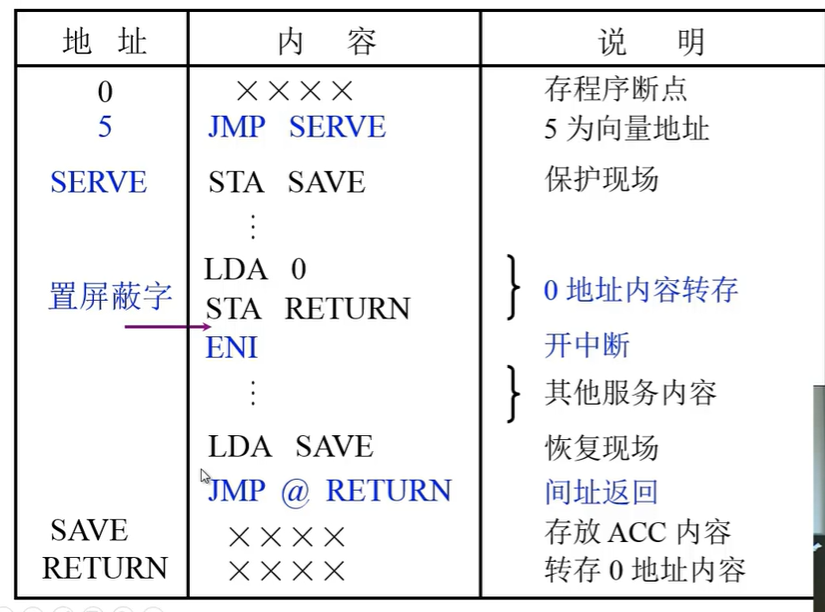 地 址 内 容 说 明
0 ×××× 存程序断点
5 JMP SERVE 5 为向量地址
SERVE STA SAVE 保护现场
⋮
LDA 0
置屏蔽字 STA RETURN } 0 地址内容转存
ENI 开中断
⋮ } 其他服务内容
LDA SAVE 恢复现场
JMP @ RETURN 间址返回
SAVE ×××× 存放 ACC 内容
RETURN ×××× 转存 0 地址内容